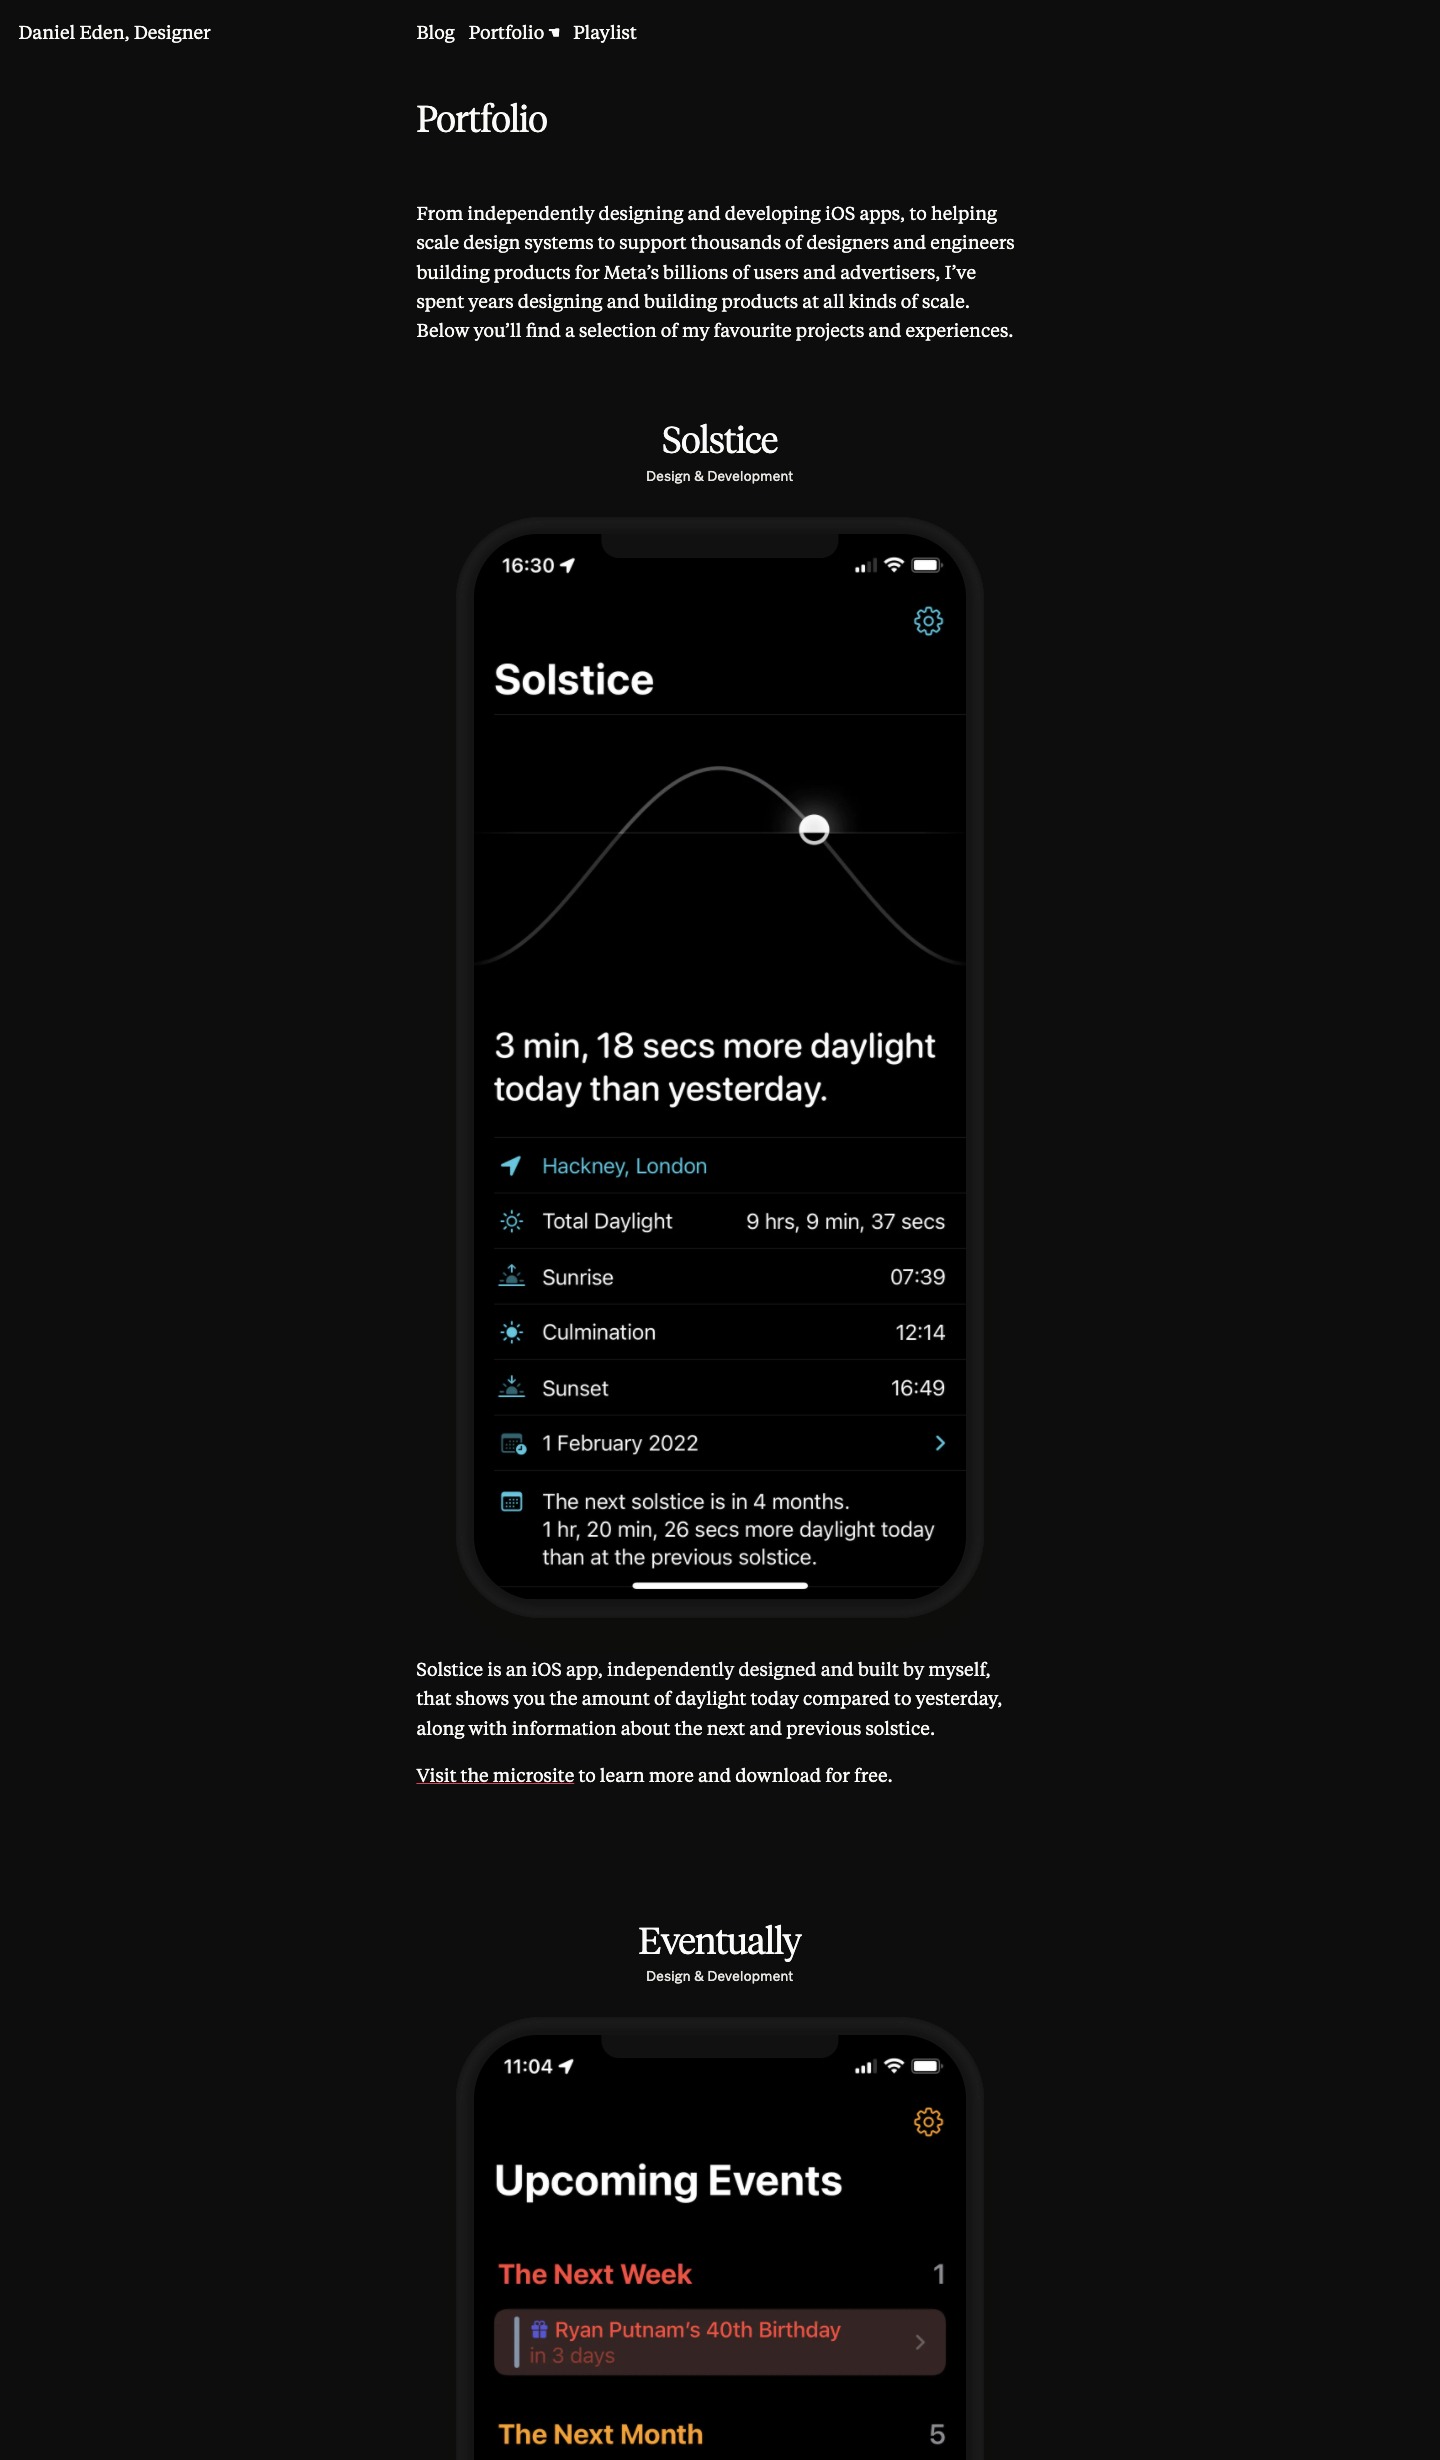 Daniel Eden, Designer
Blog Portfolio Playlist
Portfolio
From independently designing and developing iOS apps, to helping
scale design systems to support thousands of designers and engineers
building products for Meta’s billions of users and advertisers, I’ve
spent years designing and building products at all kinds of scale.
Below you’ll find a selection of my favourite projects and experiences.
Solstice
Design & Development
16:30
Solstice
3 min, 18 secs more daylight
today than yesterday.
Hackney, London
Total Daylight 9 hrs, 9 min, 37 secs
Sunrise 07:39
Culmination 12:14
Sunset 16:49
1 February 2022
The next solstice is in 4 months.
1 hr, 20 min, 26 secs more daylight today
than at the previous solstice.
Solstice is an iOS app, independently designed and built by myself,
that shows you the amount of daylight today compared to yesterday,
along with information about the next and previous solstice.
Visit the microsite to learn more and download for free.
Eventually
Design & Development
11:04
Upcoming Events
The Next Week 1
Ryan Putnam’s 40th Birthday
in 3 days
The Next Month 5